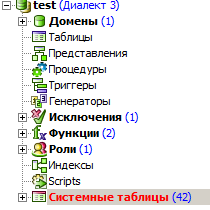 test (Диалект 3)
Домены (1)
Таблицы
Представления
Процедуры
Триггеры
Генераторы
Исключения (1)
Функции (2)
Роли (1)
Индексы
Scripts
Системные таблицы (42)